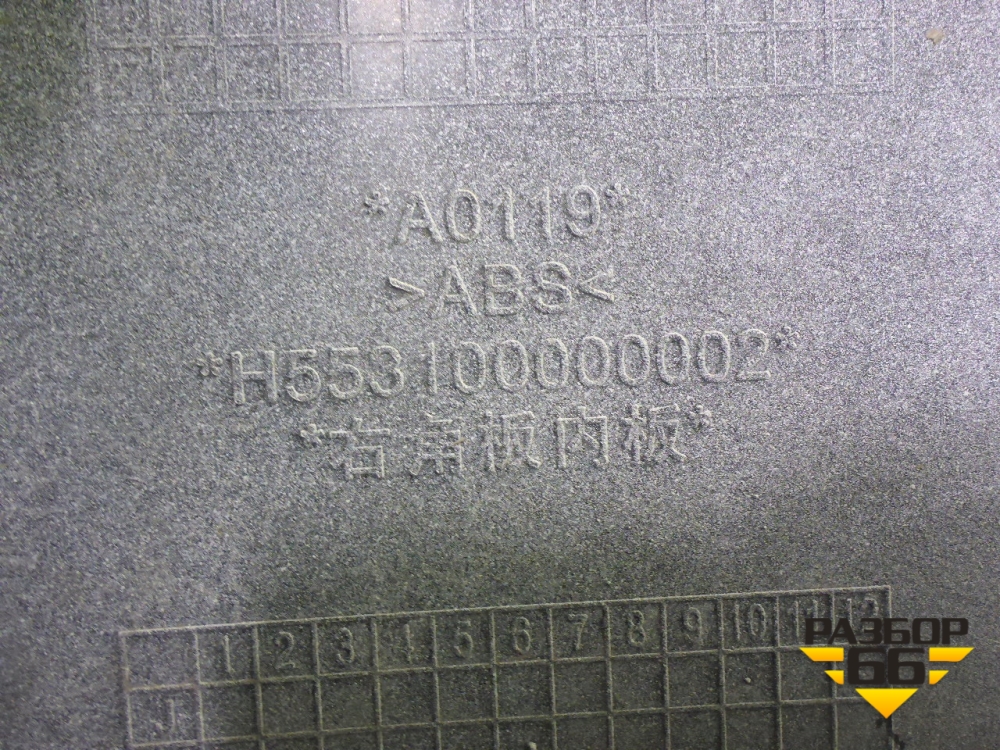 *A0119*
>ABS<
*H553100000002*
*右角板内板*
1 2 3 4 5 6 7 8 9 10 11 12
J
РАЗБОР
66